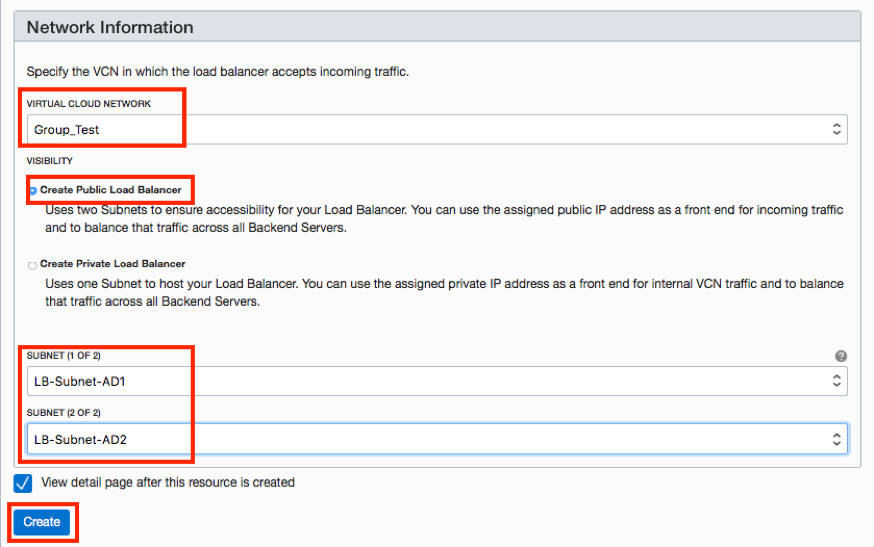 Network Information
Specify the VCN in which the load balancer accepts incoming traffic.
VIRTUAL CLOUD NETWORK
Group_Test
VISIBILITY
Create Public Load Balancer
Uses two Subnets to ensure accessibility for your Load Balancer. You can use the assigned public IP address as a front end for incoming traffic
and to balance that traffic across all Backend Servers.
Create Private Load Balancer
Uses one Subnet to host your Load Balancer. You can use the assigned private IP address as a front end for internal VCN traffic and to balance
that traffic across all Backend Servers.
SUBNET (1 OF 2)
?
LB-Subnet-AD1
SUBNET (2 OF 2)
LB-Subnet-AD2
View detail page after this resource is created
Create